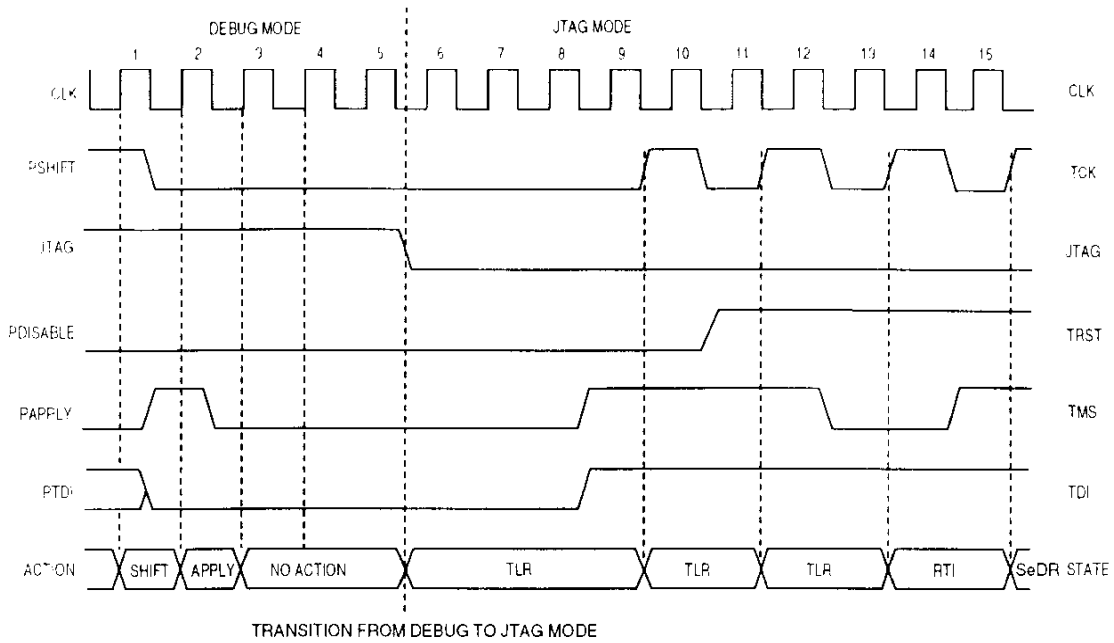 DEBUG MODE JTAG MODE
1 2 3 4 5 6 7 8 9 10 11 12 13 14 15
CLK CLK
PSHIFT TCK
JTAG JTAG
PDISABLE TRST
PAPPLY TMS
PTDI TDI
ACTION SHIFT APPLY NO ACTION TLR TLR TLR RTI SeDR STATE
TRANSITION FROM DEBUG TO JTAG MODE